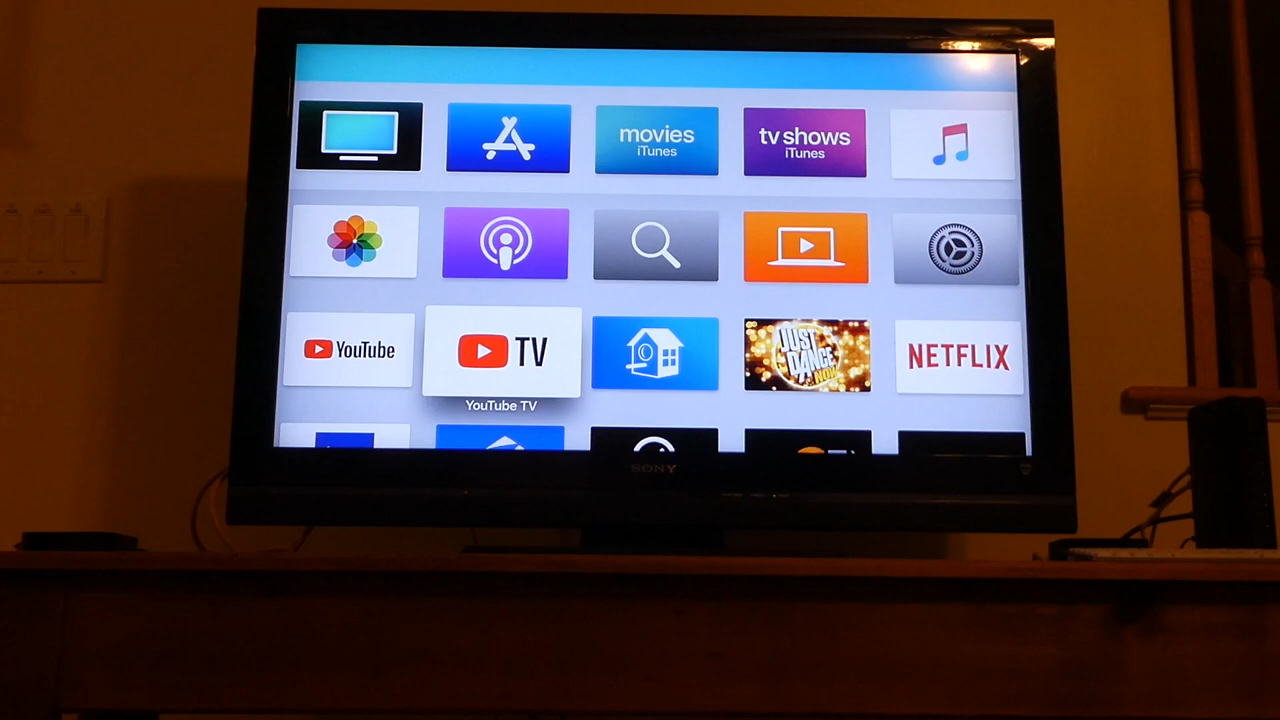 movies
iTunes
tv shows
iTunes
YouTube
TV
JUST
DANCE
NOW
NETFLIX
YouTube TV
SONY